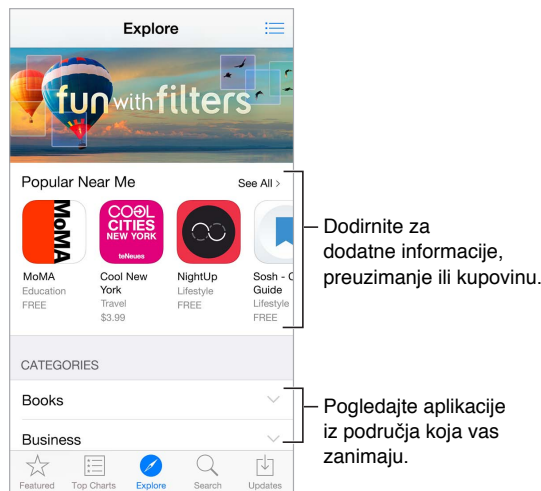 Explore
fun with filters
Popular Near Me
See All >
MoMA
COOL
CITIES
NEW YORK
teNeues
MoMA
Education
FREE
Cool New
York
Travel
$3.99
NightUp
Lifestyle
FREE
Sosh - C
Guide
Lifestyle
FREE
Dodirnite za
dodatne informacije,
preuzimanje ili kupovinu.
CATEGORIES
Books
Business
Pogledajte aplikacije
iz područja koja vas
zanimaju.
Featured
Top Charts
Explore
Search
Updates